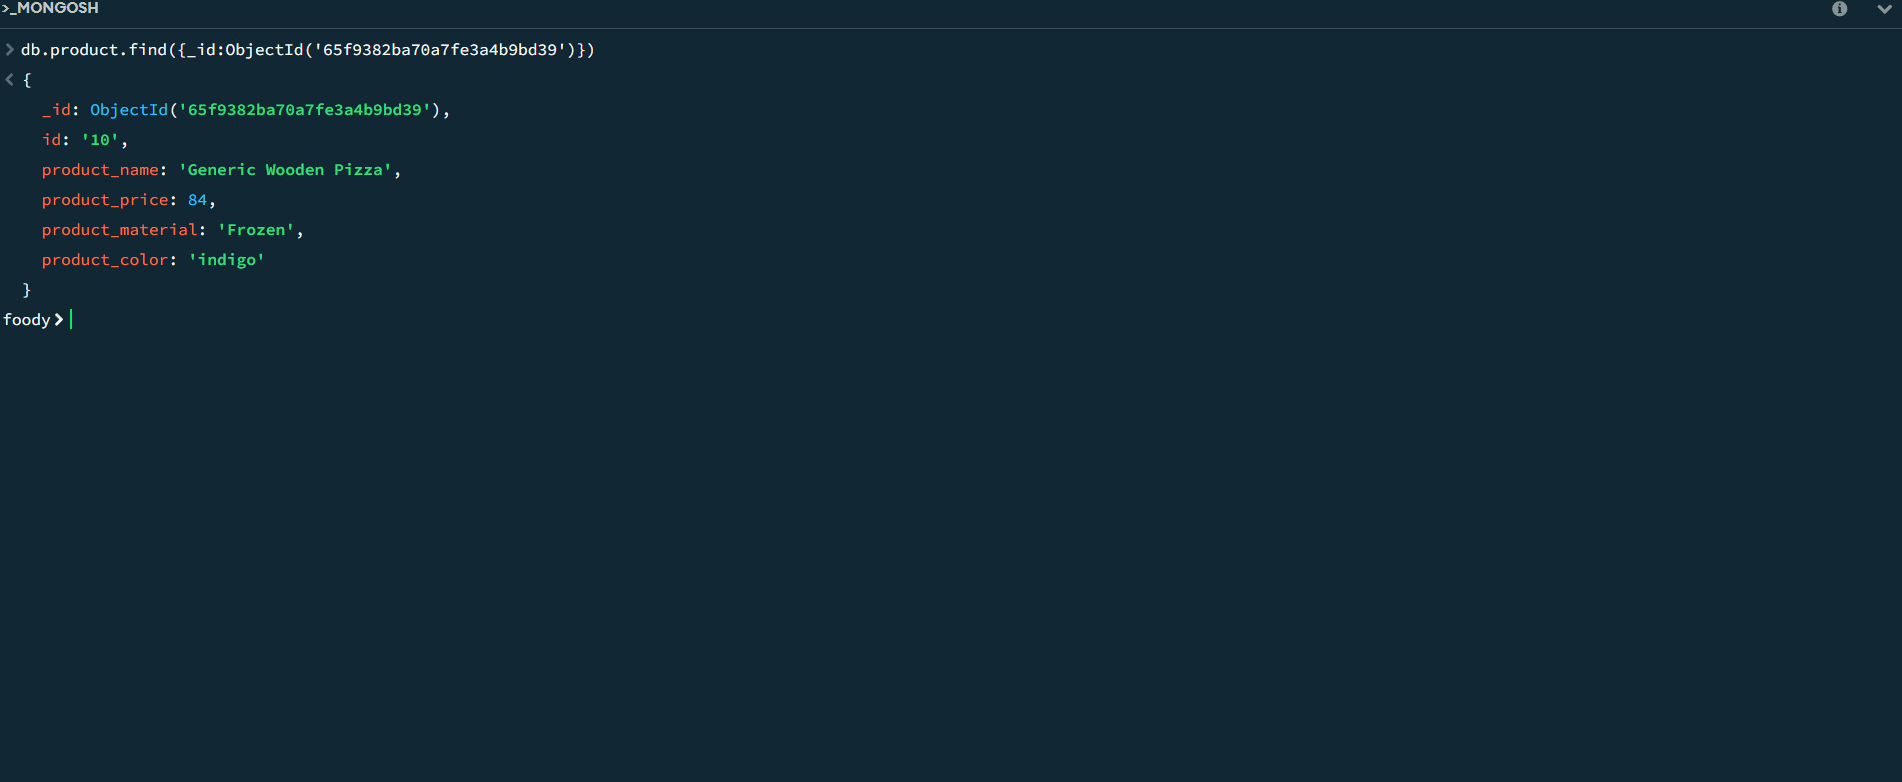 >_MONGOSH
> db.product.find({_id:ObjectId('65f9382ba70a7fe3a4b9bd39')})
< {
_id: ObjectId('65f9382ba70a7fe3a4b9bd39'),
id: '10',
product_name: 'Generic Wooden Pizza',
product_price: 84,
product_material: 'Frozen',
product_color: 'indigo'
}
foody>